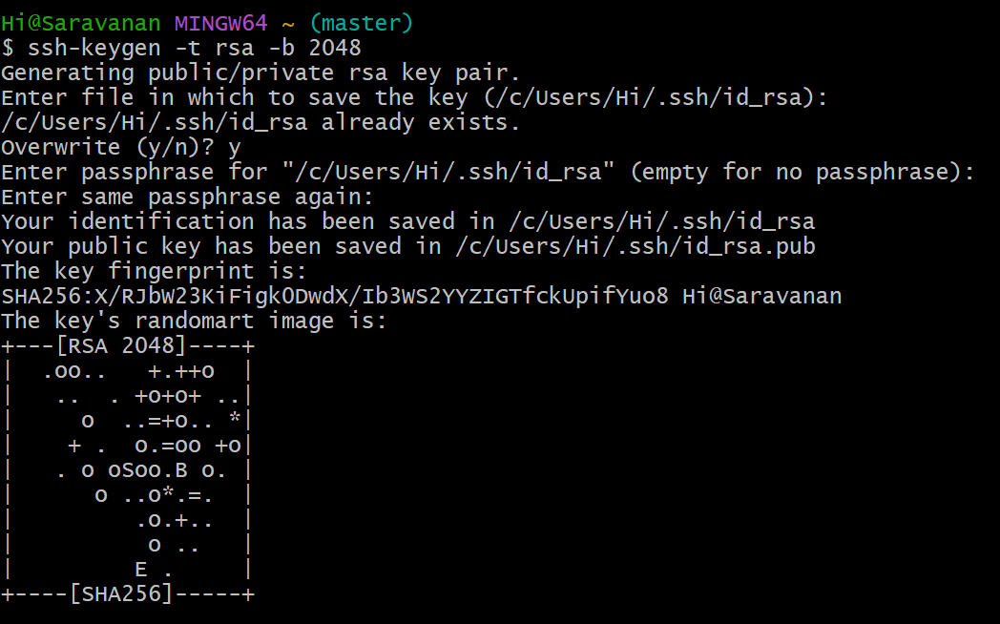 Hi@Saravanan MINGW64 ~ (master)
$ ssh-keygen -t rsa -b 2048
Generating public/private rsa key pair.
Enter file in which to save the key (/c/Users/Hi/.ssh/id_rsa):
/c/Users/Hi/.ssh/id_rsa already exists.
Overwrite (y/n)? y
Enter passphrase for "/c/Users/Hi/.ssh/id_rsa" (empty for no passphrase):
Enter same passphrase again:
Your identification has been saved in /c/Users/Hi/.ssh/id_rsa
Your public key has been saved in /c/Users/Hi/.ssh/id_rsa.pub
The key fingerprint is:
SHA256:X/RJbW23KiFigkODwdX/Ib3WS2YYZIGTfckUpifYuo8 Hi@Saravanan
The key's randomart image is:
+---[RSA 2048]----+
|  .oo..   +.++o  |
|   ..  . +o+o+ ..|
|     o  ..=+o.. *|
|    + .  o.=oo +o|
|   . o oSoo.B o. |
|      o ..o*.=.  |
|         .o.+..  |
|          o ..   |
|         E .     |
+----[SHA256]-----+